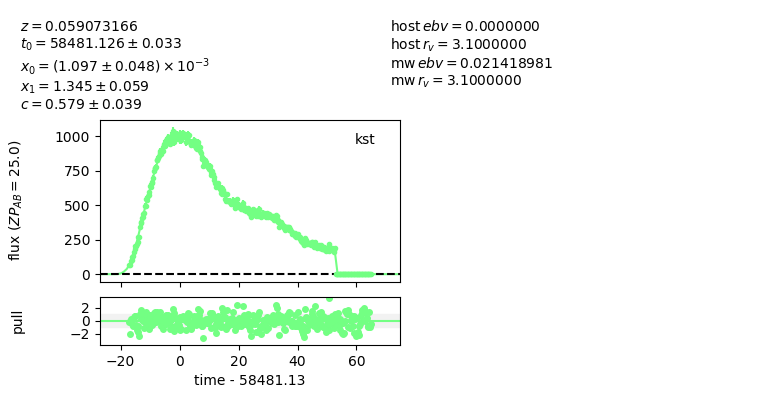 z = 0.059073166
t₀ = 58481.126 ± 0.033
x₀ = (1.097 ± 0.048) × 10⁻³
x₁ = 1.345 ± 0.059
c = 0.579 ± 0.039
host ebv = 0.0000000
host r_v = 3.1000000
mw ebv = 0.021418981
mw r_v = 3.1000000
kst
flux (ZP_AB = 25.0)
1000
750
500
250
0
pull
2
0
−2
−20
0
20
40
60
time - 58481.13